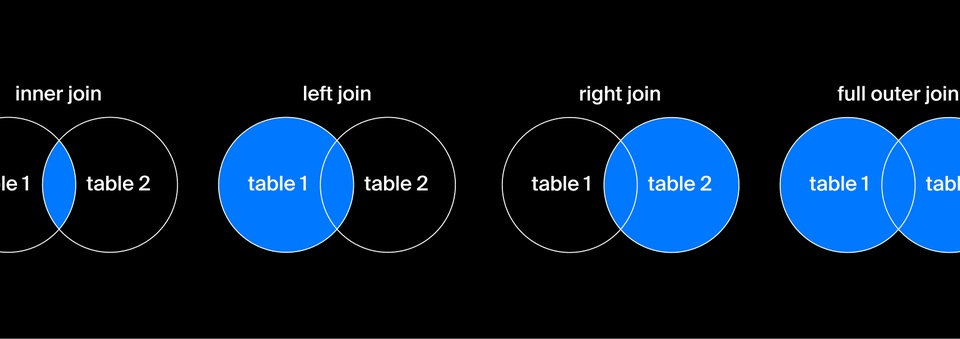 inner join
left join
right join
full outer join
le 1
table 2
table 1
table 2
table 1
table 2
table 1
tabl